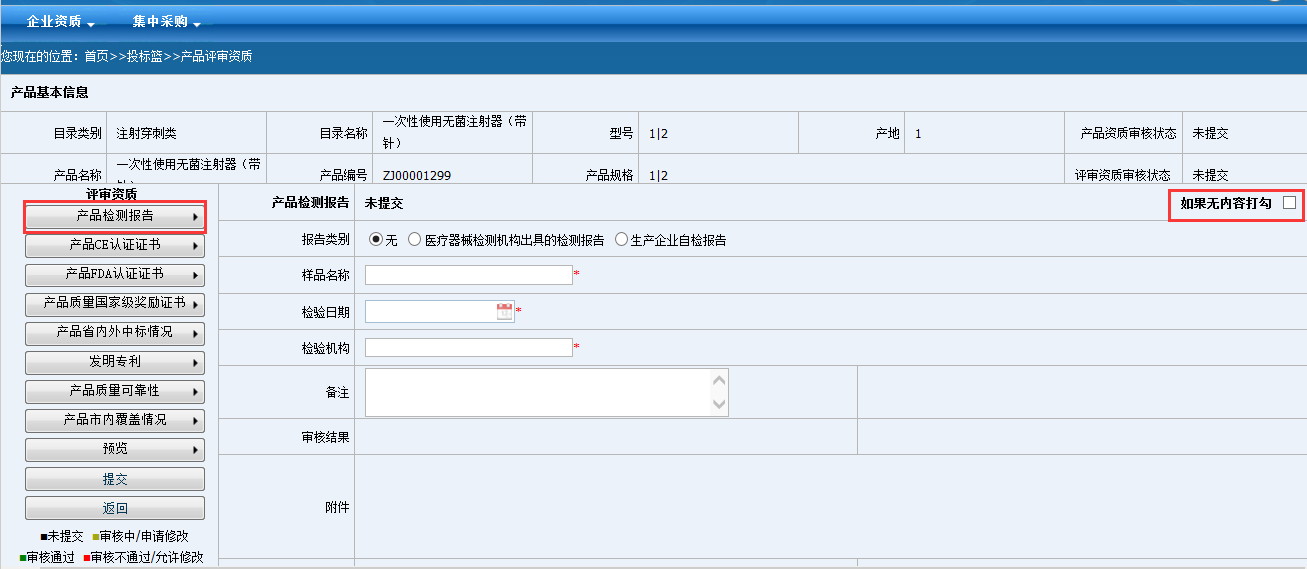 企业资质 集中采购
您现在的位置：首页>>投标篮>>产品评审资质
产品基本信息
目录类别 注射穿刺类 目录名称 一次性使用无菌注射器（带针） 型号 1|2 产地 1 产品资质审核状态 未提交
产品名称 一次性使用无菌注射器（带 产品编号 ZJ00001299 产品规格 1|2 评审资质审核状态 未提交
评审资质
产品检测报告
产品CE认证证书
产品FDA认证证书
产品质量国家级奖励证书
产品省内外中标情况
发明专利
产品质量可靠性
产品市内覆盖情况
预览
提交
返回
■未提交 ■审核中/申请修改
■审核通过 ■审核不通过/允许修改
产品检测报告 未提交 如果无内容打勾
报告类别 无 医疗器械检测机构出具的检测报告 生产企业自检报告
样品名称 *
检验日期 *
检验机构 *
备注
审核结果
附件